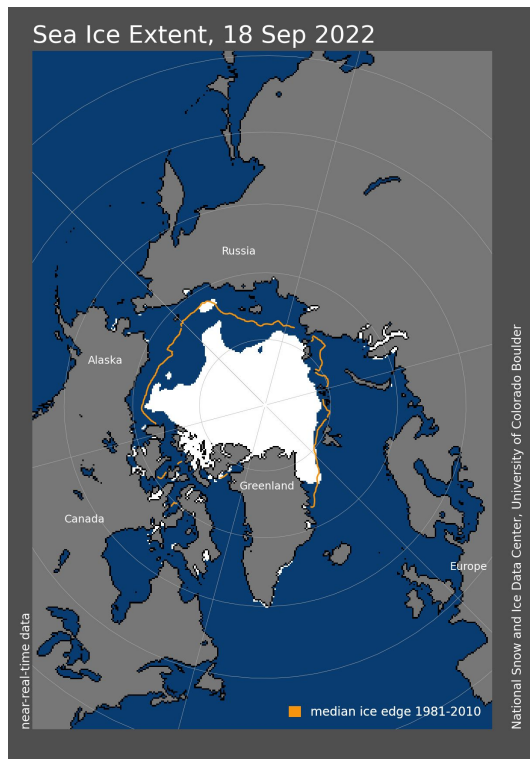 Sea Ice Extent, 18 Sep 2022
Russia
Alaska
Greenland
Canada
Europe
near-real-time data
median ice edge 1981-2010
National Snow and Ice Data Center, University of Colorado Boulder